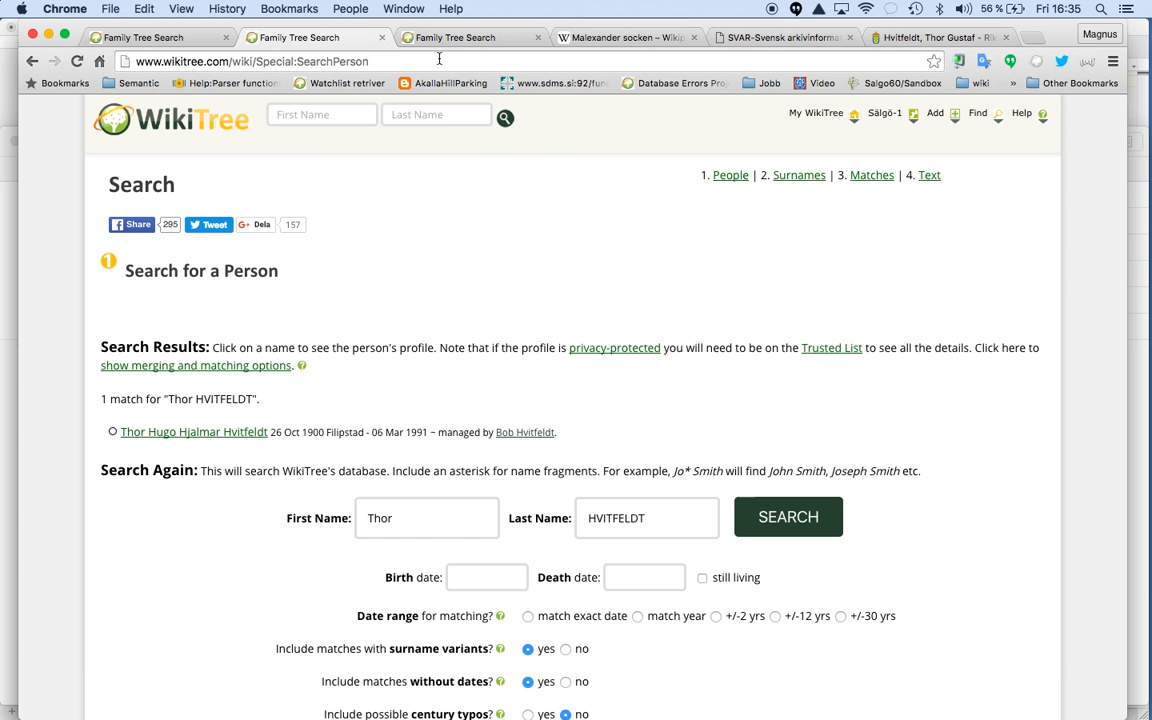 Chrome File Edit View History Bookmarks People Window Help 56 % Fri 16:35
Family Tree Search Family Tree Search Family Tree Search Malexander socken – Wikip SVAR-Svensk arkivinformat Hvitfeldt, Thor Gustaf - Rik Magnus
www.wikitree.com/wiki/Special:SearchPerson
Bookmarks Semantic Help:Parser function Watchlist retriver AkallaHillParking www.sdms.si:92/fun Database Errors Pro Jobb Video Salgo60/Sandbox wiki » Other Bookmarks
WikiTree First Name Last Name My WikiTree Sälgö-1 Add Find Help
Search
1. People | 2. Surnames | 3. Matches | 4. Text
Share 295 Tweet G+ Dela 157
1 Search for a Person
Search Results: Click on a name to see the person's profile. Note that if the profile is privacy-protected you will need to be on the Trusted List to see all the details. Click here to
show merging and matching options. ?
1 match for "Thor HVITFELDT".
Thor Hugo Hjalmar Hvitfeldt 26 Oct 1900 Filipstad - 06 Mar 1991 ~ managed by Bob Hvitfeldt.
Search Again: This will search WikiTree's database. Include an asterisk for name fragments. For example, Jo* Smith will find John Smith, Joseph Smith etc.
First Name: Thor Last Name: HVITFELDT SEARCH
Birth date: Death date: still living
Date range for matching? ? match exact date match year +/-2 yrs +/-12 yrs +/-30 yrs
Include matches with surname variants? ? yes no
Include matches without dates? ? yes no
Include possible century typos? ? yes no